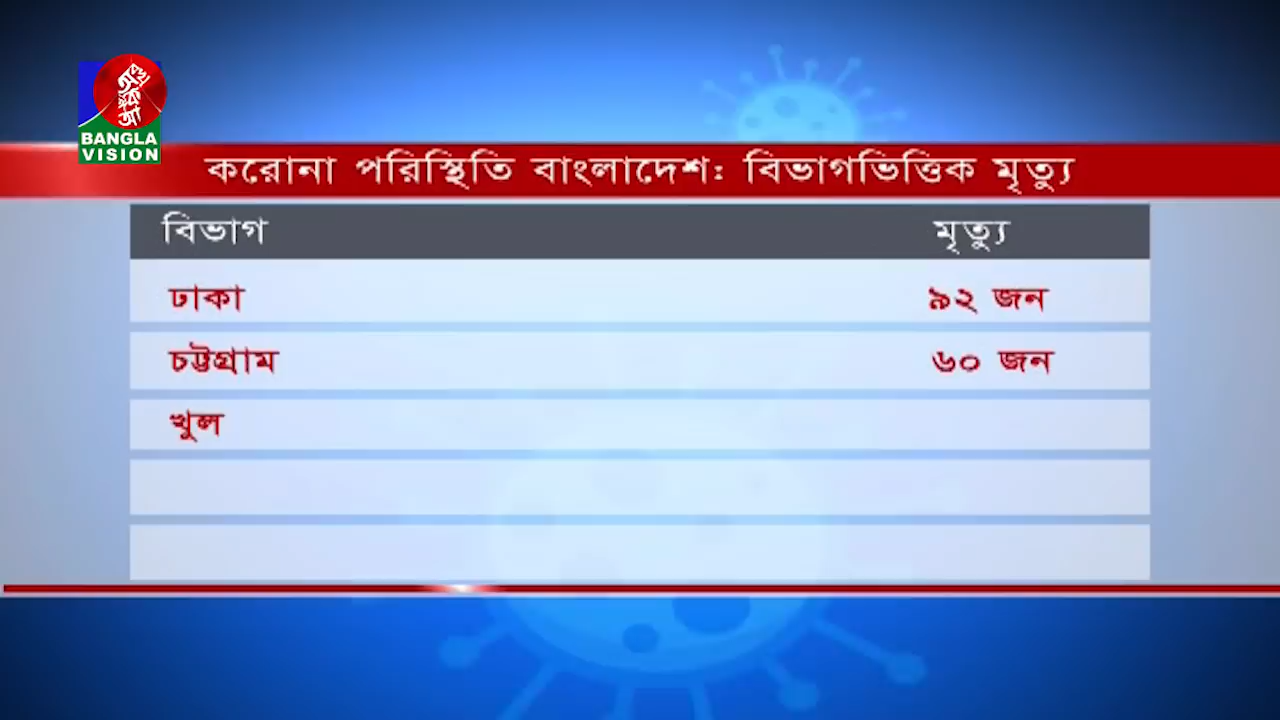 BANGLA
VISION
করোনা পরিস্থিতি বাংলাদেশ: বিভাগভিত্তিক মৃত্যু
বিভাগ মৃত্যু
ঢাকা ৯২ জন
চট্টগ্রাম ৬০ জন
খুল